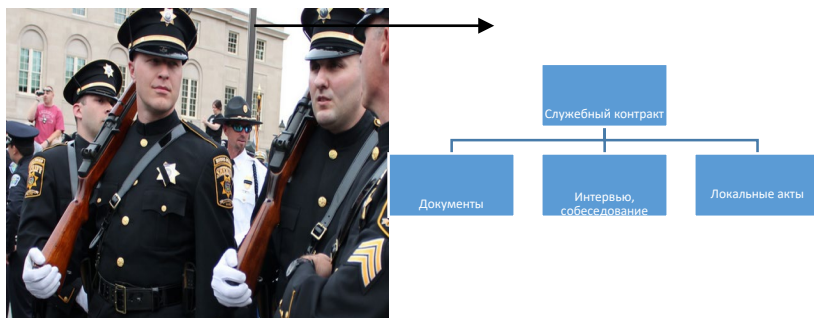 Служебный контракт
Документы
Интервью,
собеседование
Локальные акты